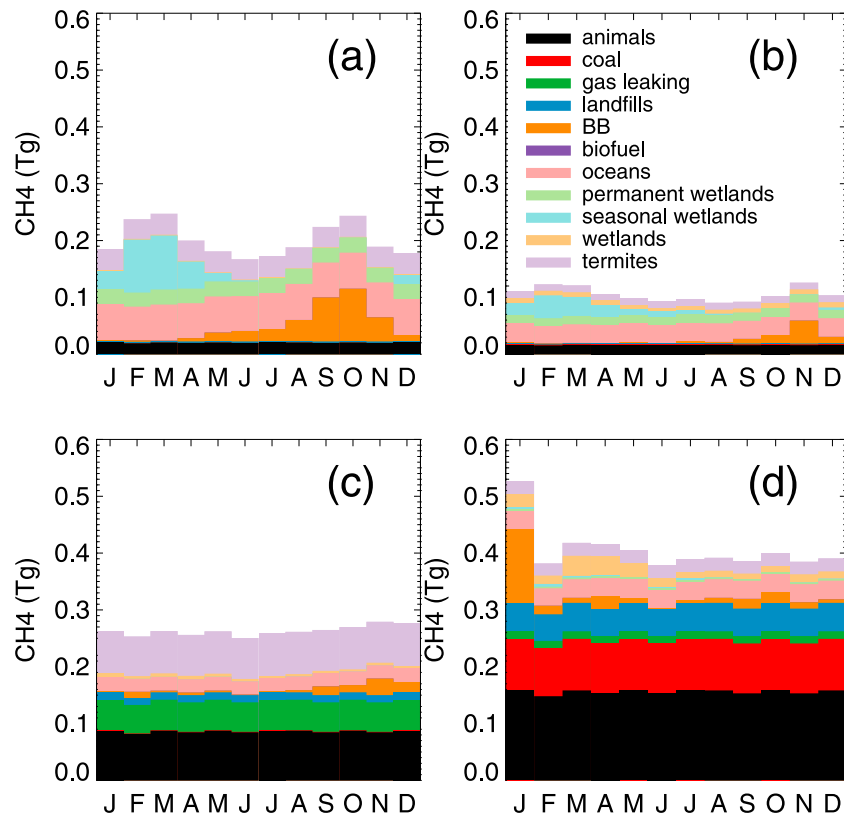 0.6
0.5
0.4
0.3
0.2
0.1
0.0
CH4 (Tg)
(a)
J F M A M J J A S O N D
0.6
0.5
0.4
0.3
0.2
0.1
0.0
CH4 (Tg)
(b)
animals
coal
gas leaking
landfills
BB
biofuel
oceans
permanent wetlands
seasonal wetlands
wetlands
termites
J F M A M J J A S O N D
0.6
0.5
0.4
0.3
0.2
0.1
0.0
CH4 (Tg)
(c)
J F M A M J J A S O N D
0.6
0.5
0.4
0.3
0.2
0.1
0.0
CH4 (Tg)
(d)
J F M A M J J A S O N D